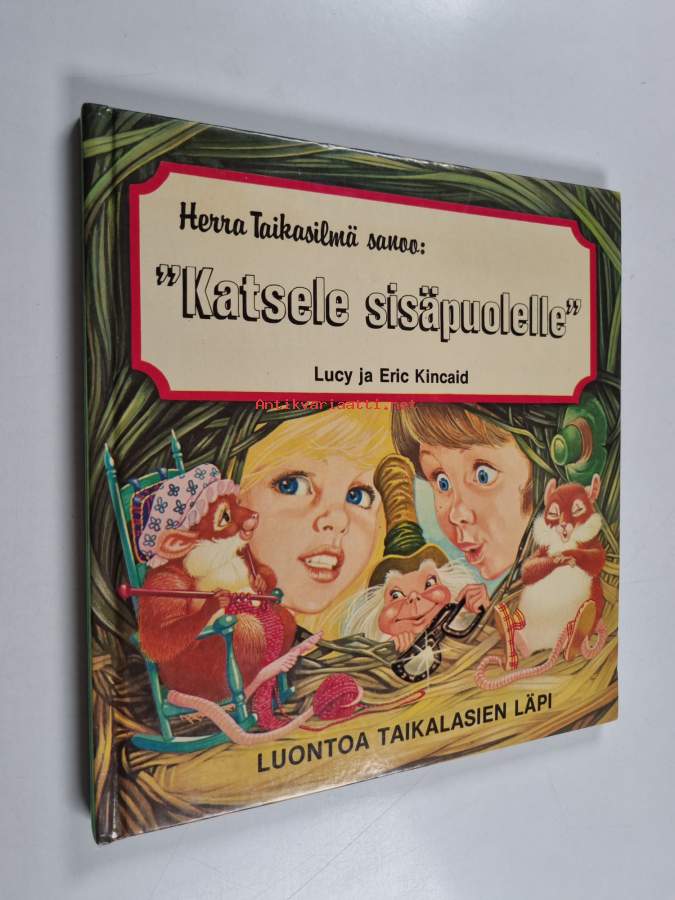 Herra Taikasilmä sanoo:
”Katsele sisäpuolelle”
Lucy ja Eric Kincaid
Antikvariaatti.net
LUONTOA TAIKALASIEN LÄPI